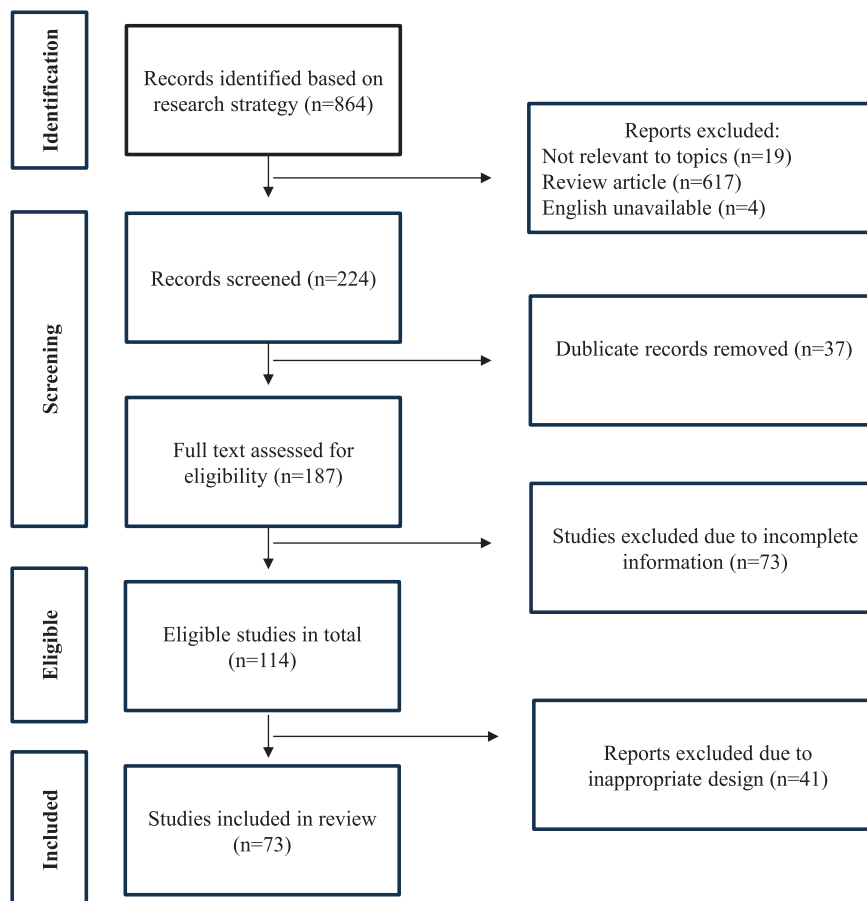 Identification
Records identified based on
research strategy (n=864)
Reports excluded:
Not relevant to topics (n=19)
Review article (n=617)
English unavailable (n=4)
Screening
Records screened (n=224)
Dublicate records removed (n=37)
Full text assessed for
eligibility (n=187)
Studies excluded due to incomplete
information (n=73)
Eligible
Eligible studies in total
(n=114)
Reports excluded due to
inappropriate design (n=41)
Included
Studies included in review
(n=73)